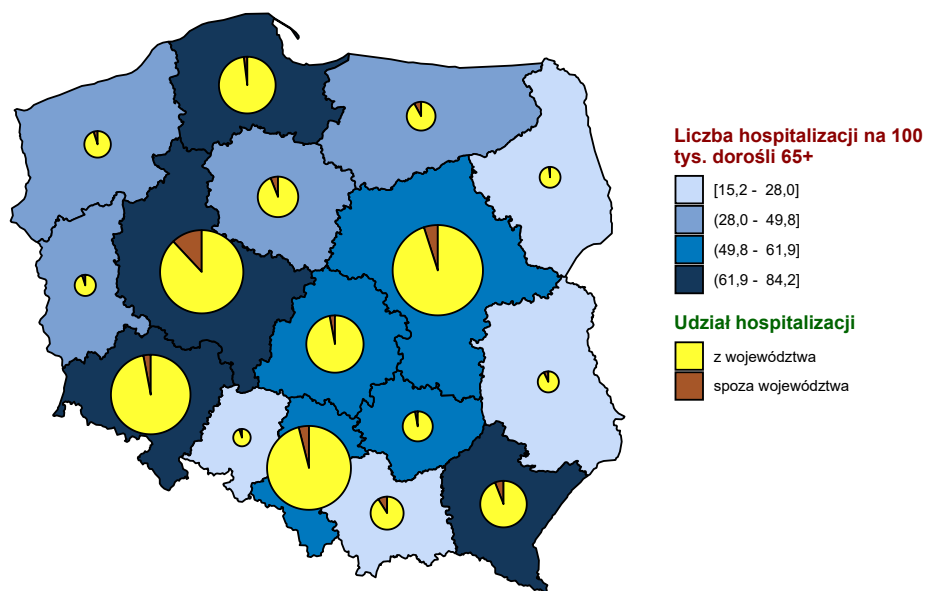 Liczba hospitalizacji na 100
tys. dorośli 65+
[15,2 - 28,0]
(28,0 - 49,8]
(49,8 - 61,9]
(61,9 - 84,2]
Udział hospitalizacji
z województwa
spoza województwa